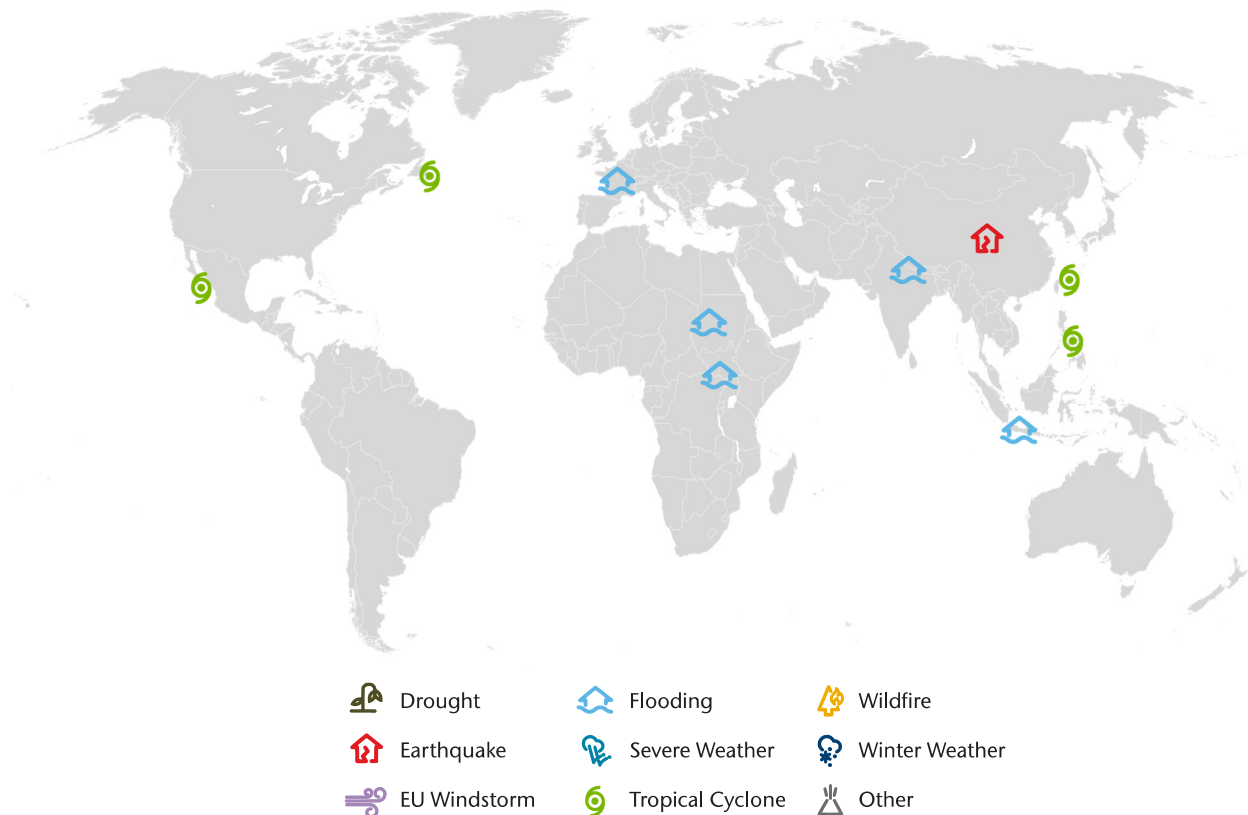 Drought
Flooding
Wildfire
Earthquake
Severe Weather
Winter Weather
EU Windstorm
Tropical Cyclone
Other